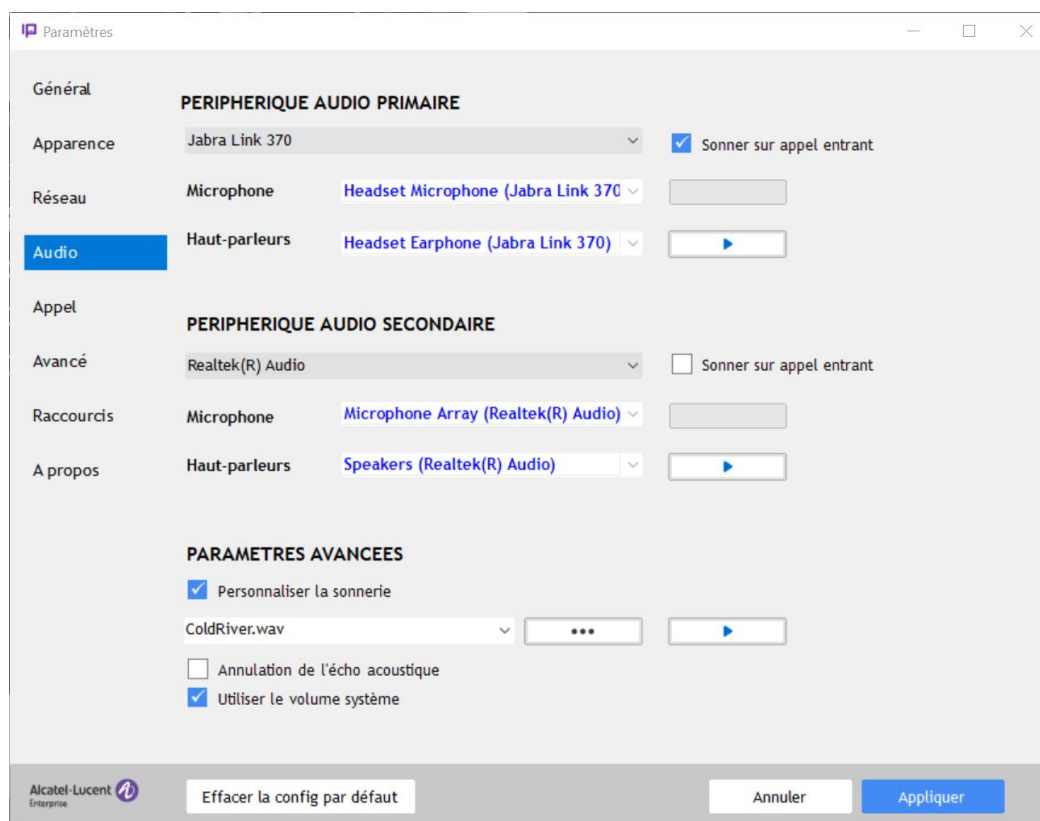 IP Paramètres
Général
Apparence
Réseau
Audio
Appel
Avancé
Raccourcis
A propos
PERIPHERIQUE AUDIO PRIMAIRE
Jabra Link 370
Sonner sur appel entrant
Microphone
Headset Microphone (Jabra Link 370
Haut-parleurs
Headset Earphone (Jabra Link 370)
PERIPHERIQUE AUDIO SECONDAIRE
Realtek(R) Audio
Sonner sur appel entrant
Microphone
Microphone Array (Realtek(R) Audio)
Haut-parleurs
Speakers (Realtek(R) Audio)
PARAMETRES AVANCEES
Personnaliser la sonnerie
ColdRiver.wav
•••
Annulation de l'écho acoustique
Utiliser le volume système
Alcatel·Lucent
Enterprise
Effacer la config par défaut
Annuler
Appliquer